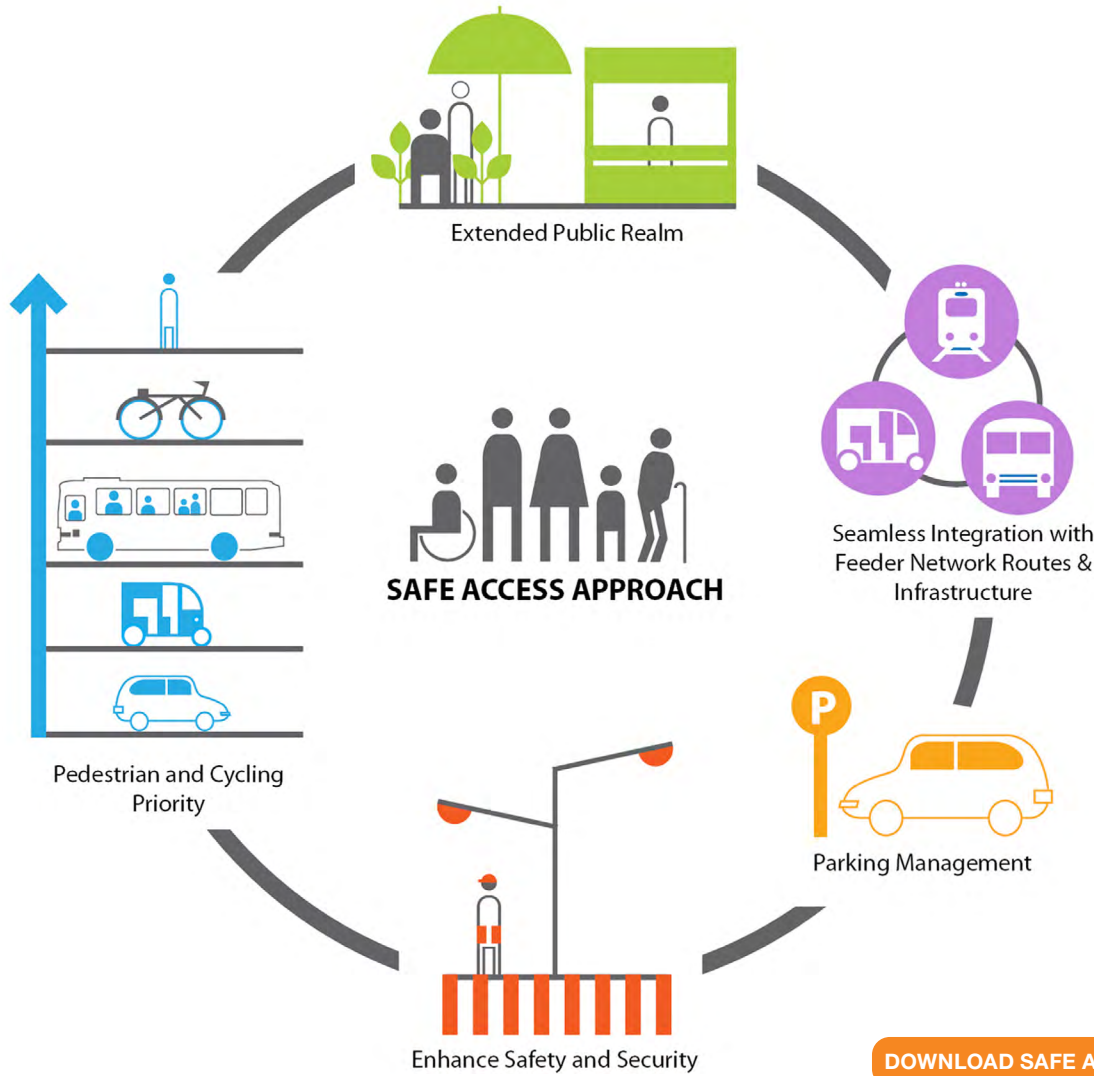 Extended Public Realm
Seamless Integration with
Feeder Network Routes &
Infrastructure
SAFE ACCESS APPROACH
P
Pedestrian and Cycling
Priority
Parking Management
Enhance Safety and Security
DOWNLOAD SAFE A